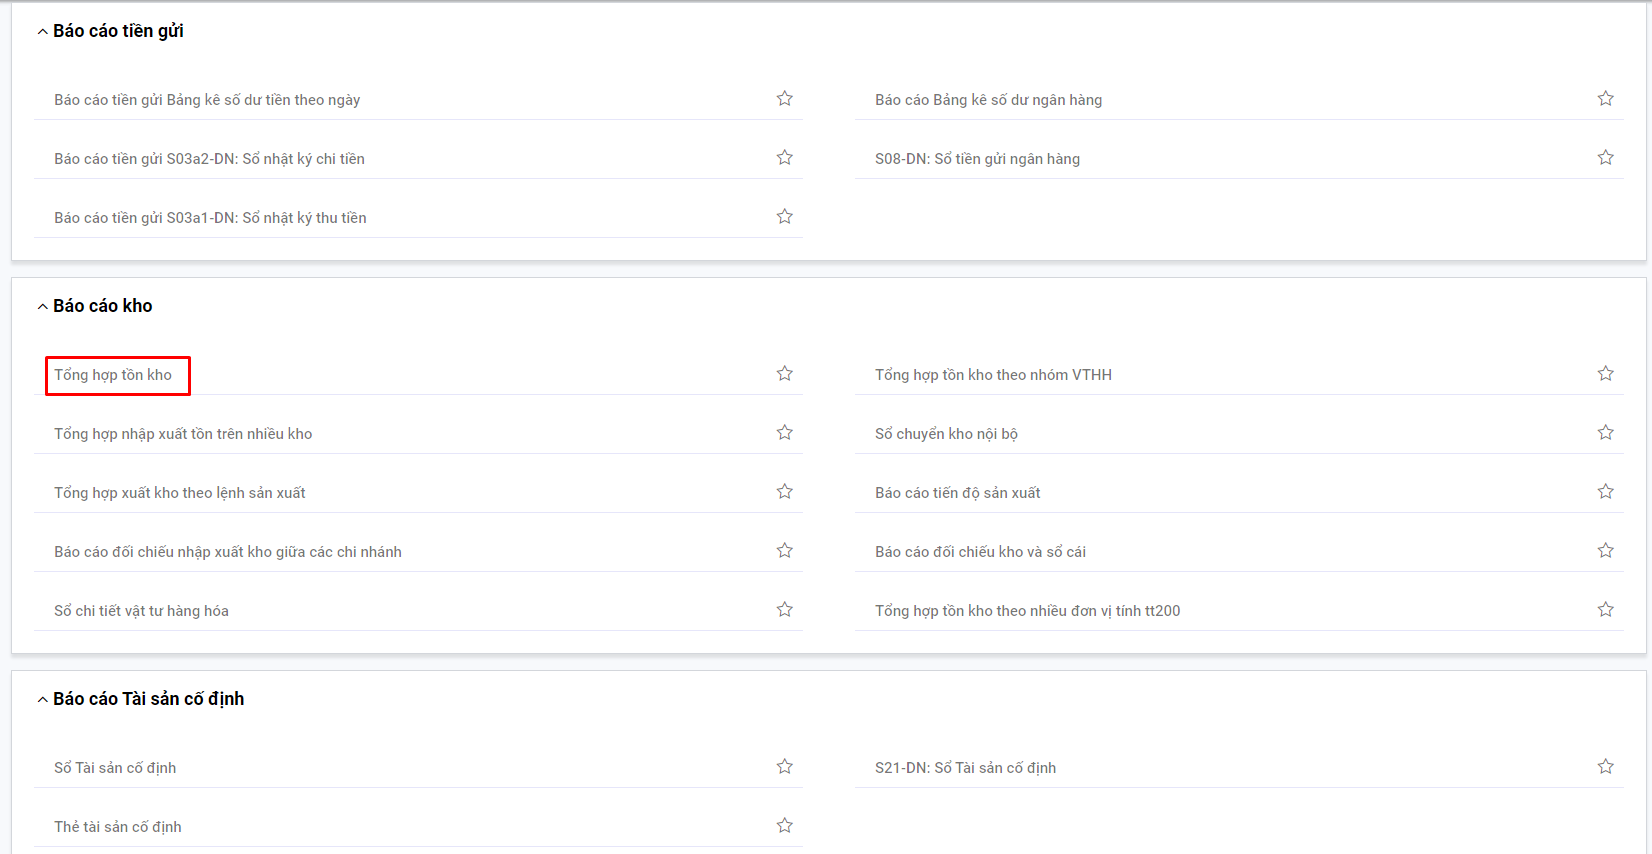 Báo cáo tiền gửi
Báo cáo tiền gửi Bảng kê số dư tiền theo ngày
Báo cáo Bảng kê số dư ngân hàng
Báo cáo tiền gửi S03a2-DN: Sổ nhật ký chi tiền
S08-DN: Sổ tiền gửi ngân hàng
Báo cáo tiền gửi S03a1-DN: Sổ nhật ký thu tiền
Báo cáo kho
Tổng hợp tồn kho
Tổng hợp tồn kho theo nhóm VTHH
Tổng hợp nhập xuất tồn trên nhiều kho
Sổ chuyển kho nội bộ
Tổng hợp xuất kho theo lệnh sản xuất
Báo cáo tiến độ sản xuất
Báo cáo đối chiếu nhập xuất kho giữa các chi nhánh
Báo cáo đối chiếu kho và sổ cái
Sổ chi tiết vật tư hàng hóa
Tổng hợp tồn kho theo nhiều đơn vị tính tt200
Báo cáo Tài sản cố định
Sổ Tài sản cố định
S21-DN: Sổ Tài sản cố định
Thẻ tài sản cố định